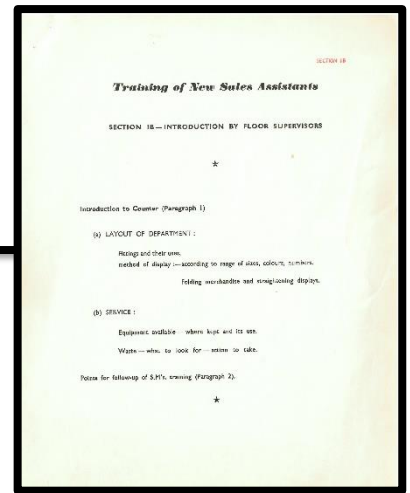 SECTION 1B
Training of New Sales Assistants
SECTION 1B—INTRODUCTION BY FLOOR SUPERVISORS
*
Introduction to Counter (Paragraph 1)
(a) LAYOUT OF DEPARTMENT :
Fittings and their uses.
method of display :—according to range of sizes, colours, numbers.
Folding merchandise and straightening displays.
(b) SERVICE :
Equipment available—where kept and its use.
Waste—what to look for—action to take.
Points for follow-up of S.M's. training (Paragraph 2).
*